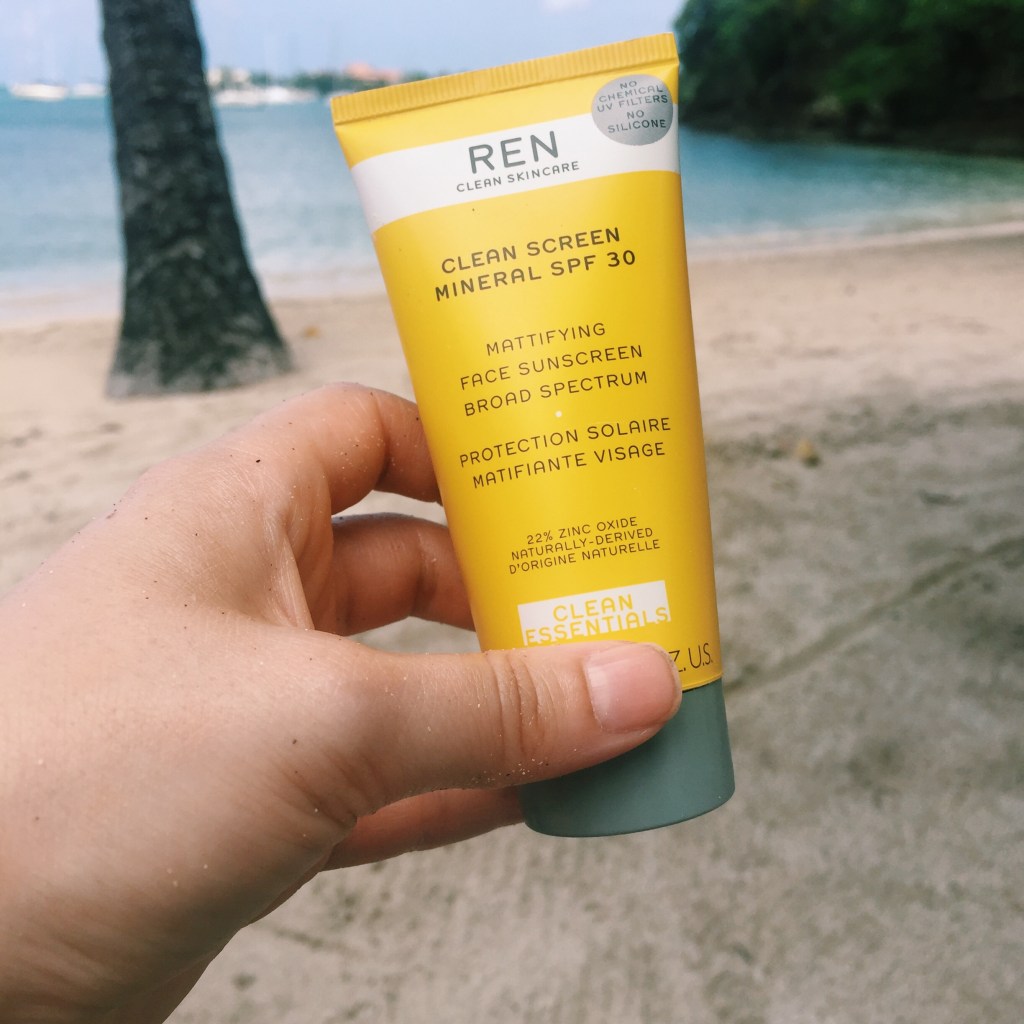 NO
CHEMICAL
UV FILTERS
NO
SILICONE
REN
CLEAN SKINCARE
CLEAN SCREEN
MINERAL SPF 30
MATTIFYING
FACE SUNSCREEN
BROAD SPECTRUM
PROTECTION SOLAIRE
MATIFIANTE VISAGE
22% ZINC OXIDE
NATURALLY-DERIVED
D'ORIGINE NATURELLE
CLEAN
ESSENTIALS
U.S.